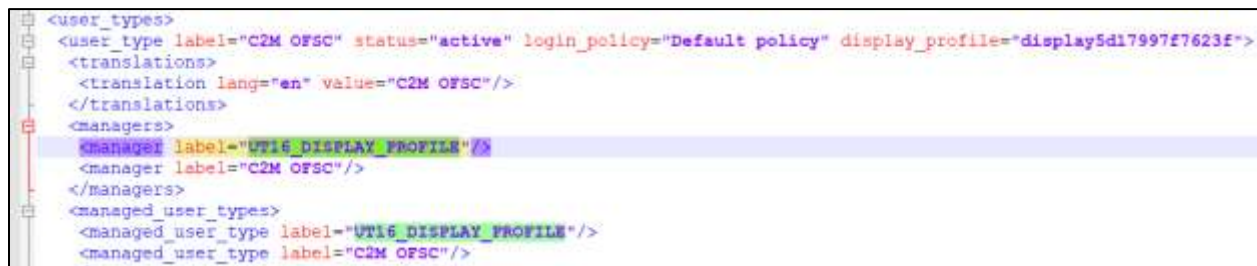 <user_types>
<user_type label="C2M OFSC" status="active" login_policy="Default policy" display_profile="display5d17997f7623f">
<translations>
<translation lang="en" value="C2M OFSC"/>
</translations>
<managers>
<manager label="UT16_DISPLAY_PROFILE"/>
<manager label="C2M OFSC"/>
</managers>
<managed_user_types>
<managed_user_type label="UT16_DISPLAY_PROFILE"/>
<managed_user_type label="C2M OFSC"/>